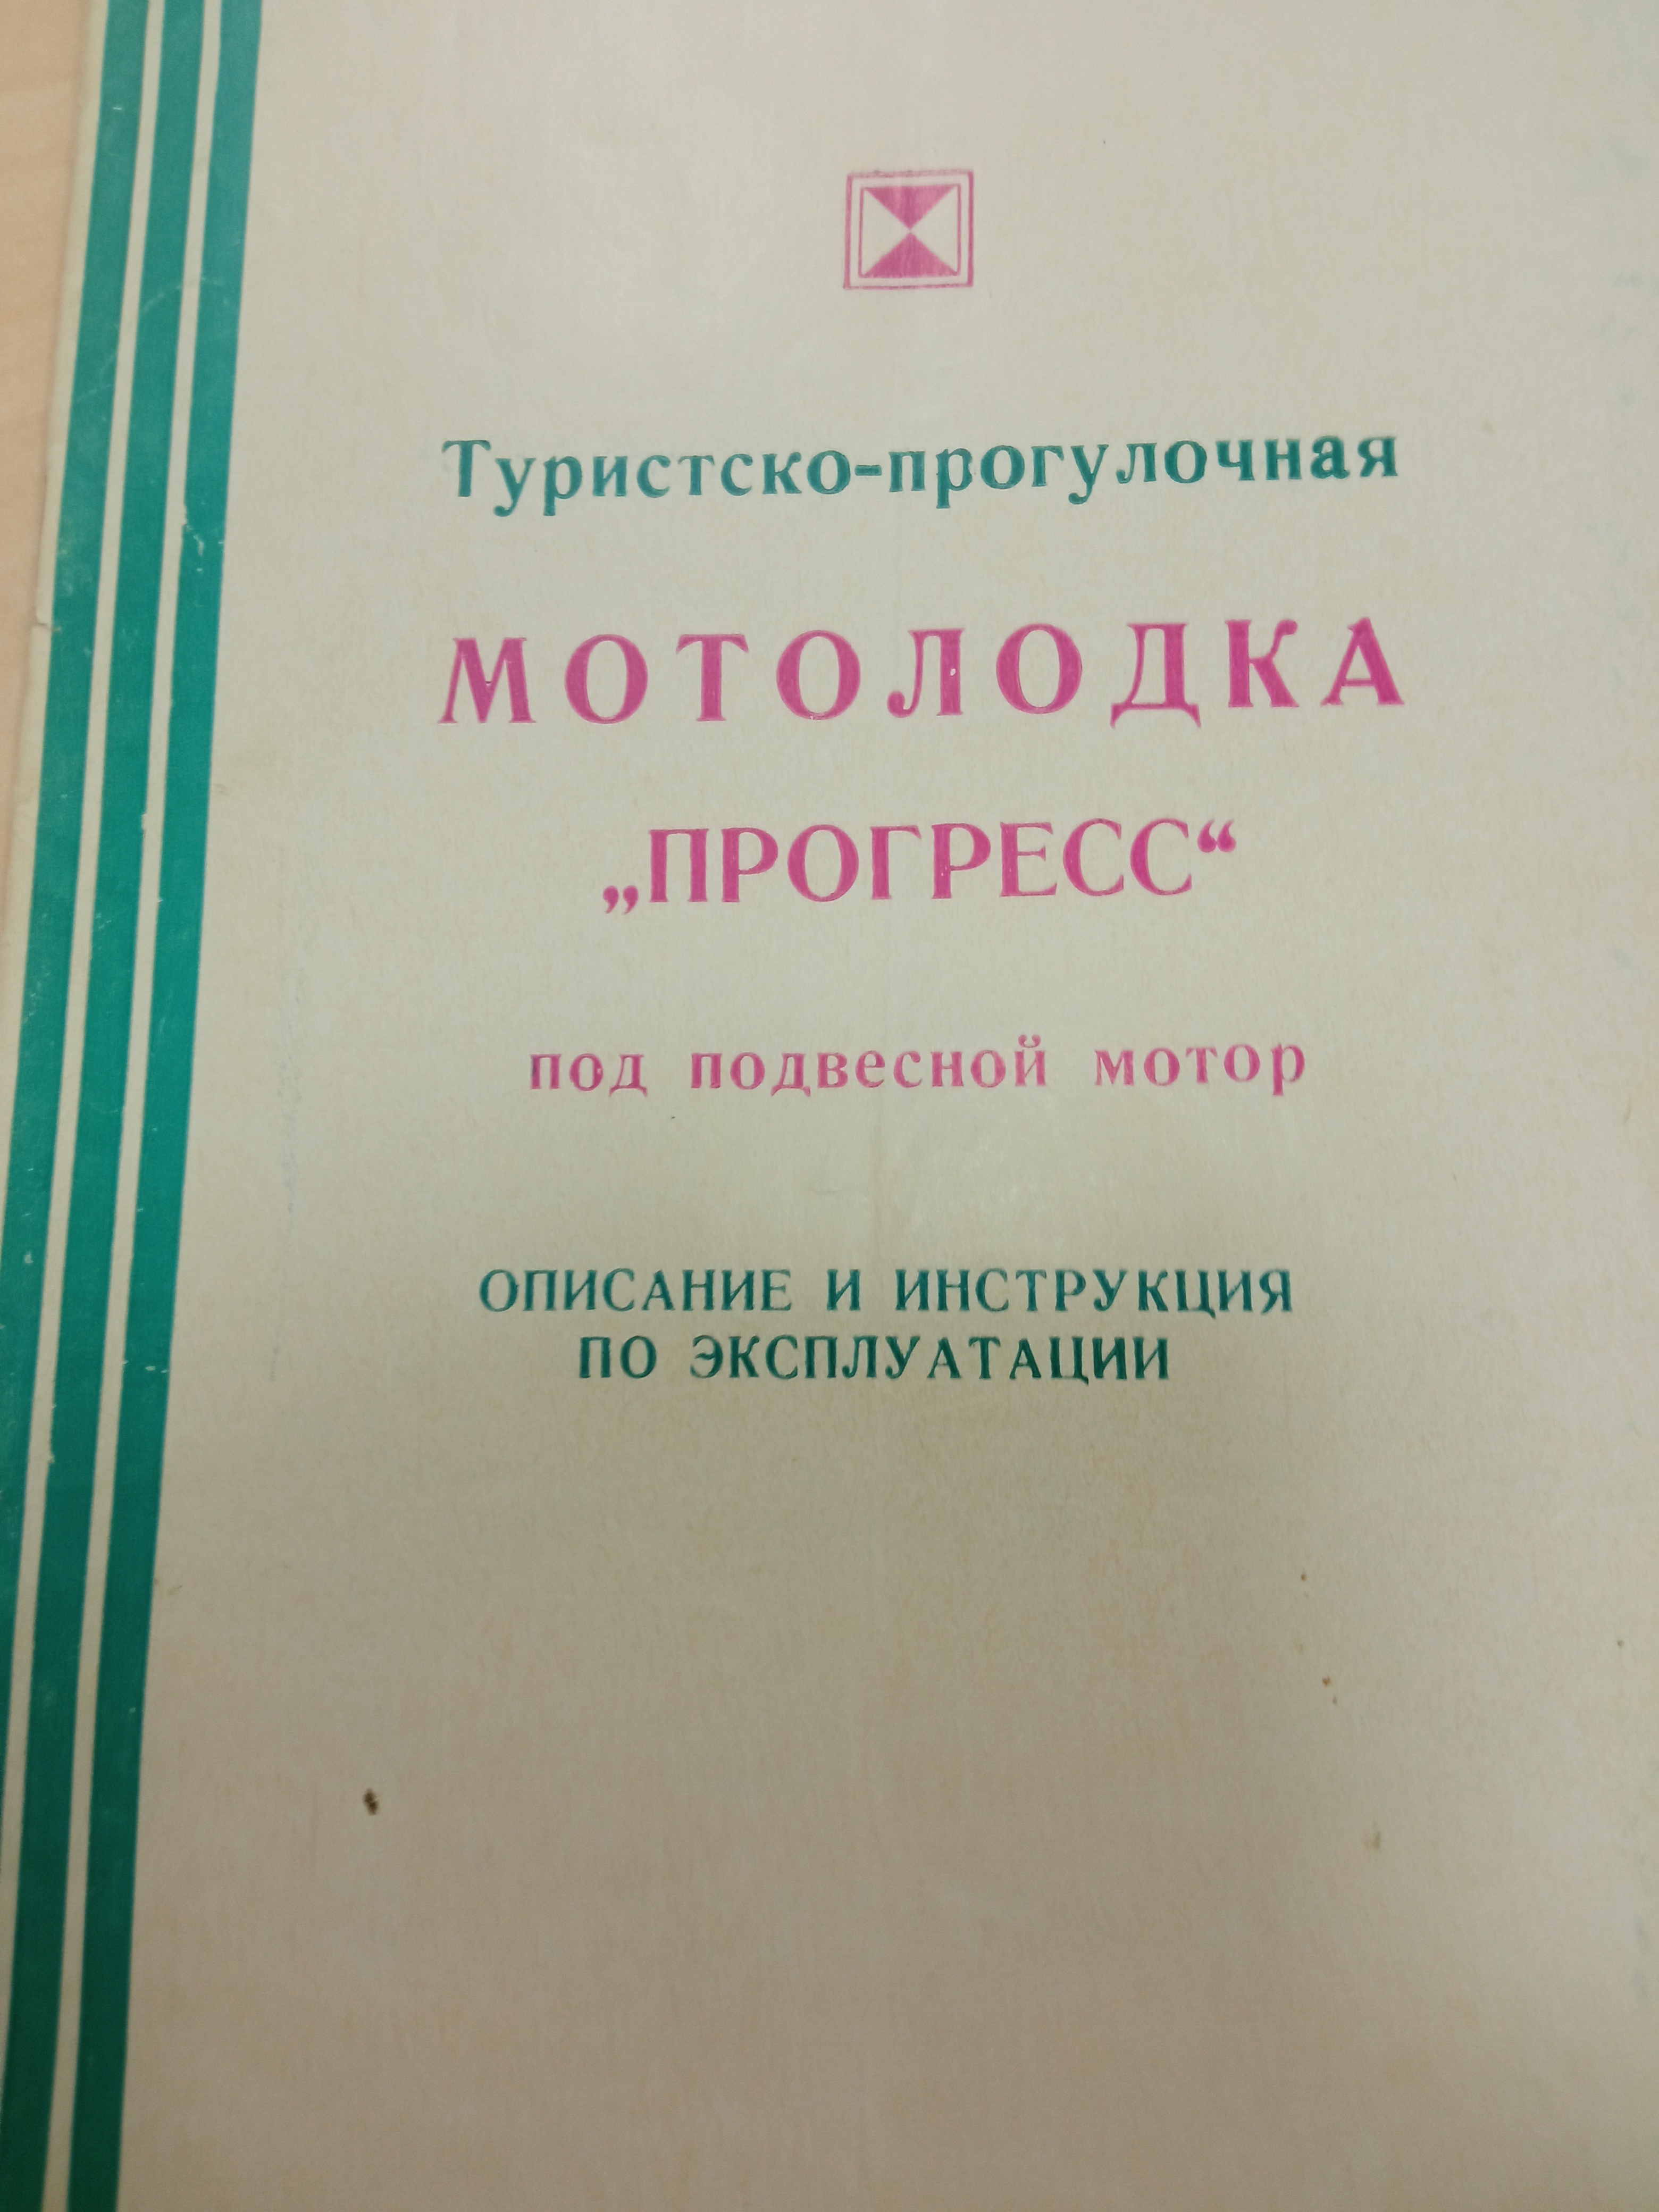 Туристско-прогулочная
МОТОЛОДКА
„ПРОГРЕСС“
под подвесной мотор
ОПИСАНИЕ И ИНСТРУКЦИЯ
ПО ЭКСПЛУАТАЦИИ